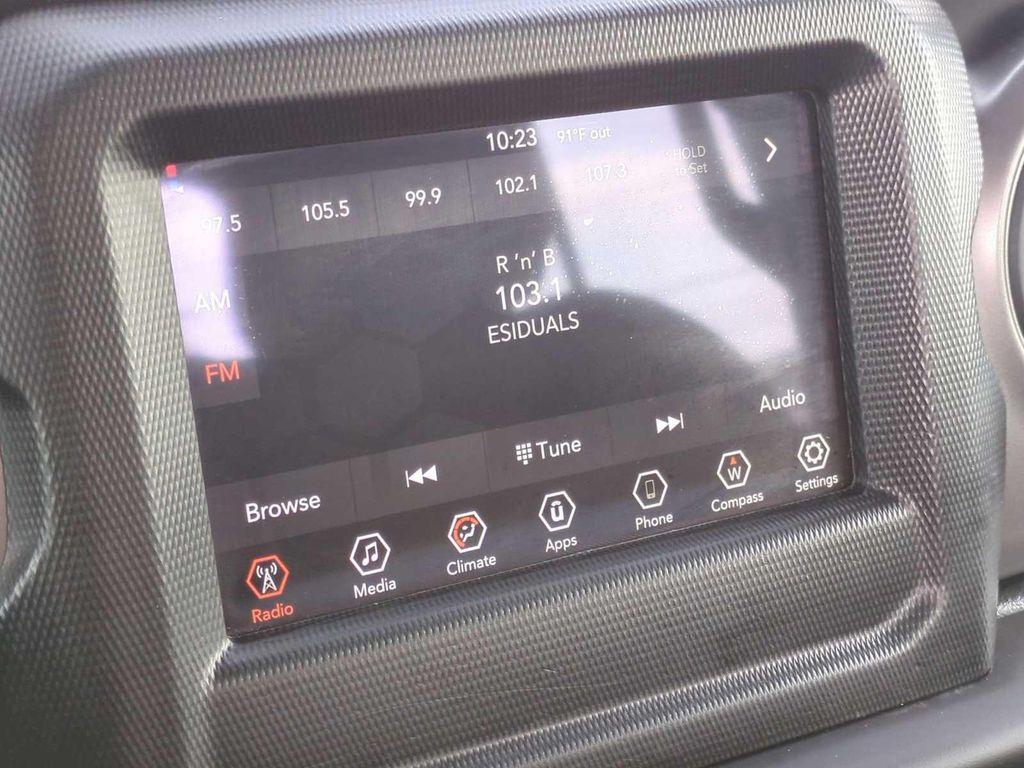 10:23 91°F out
97.5 105.5 99.9 102.1 107.3 HOLD
to Set
R 'n' B
103.1
ESIDUALS
AM
FM
Browse Tune Audio
Radio Media Climate Apps Phone W Compass Settings